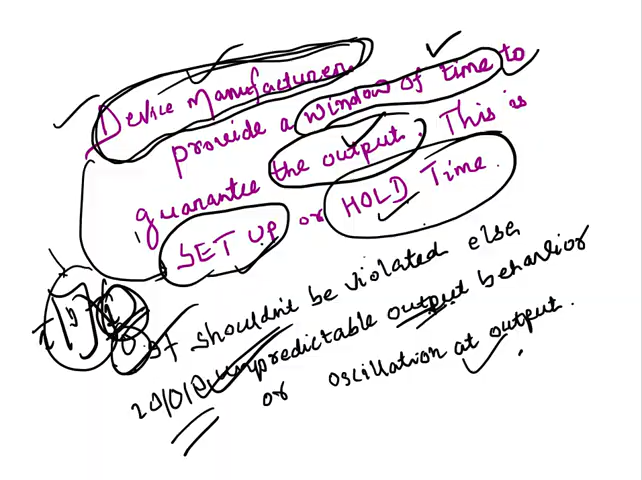 Device Manufacturer
provide a window of time to
guarantee the output. This is
SET UP or HOLD Time.
It shouldn't be violated else
unpredictable output behavior
or oscillation at output.